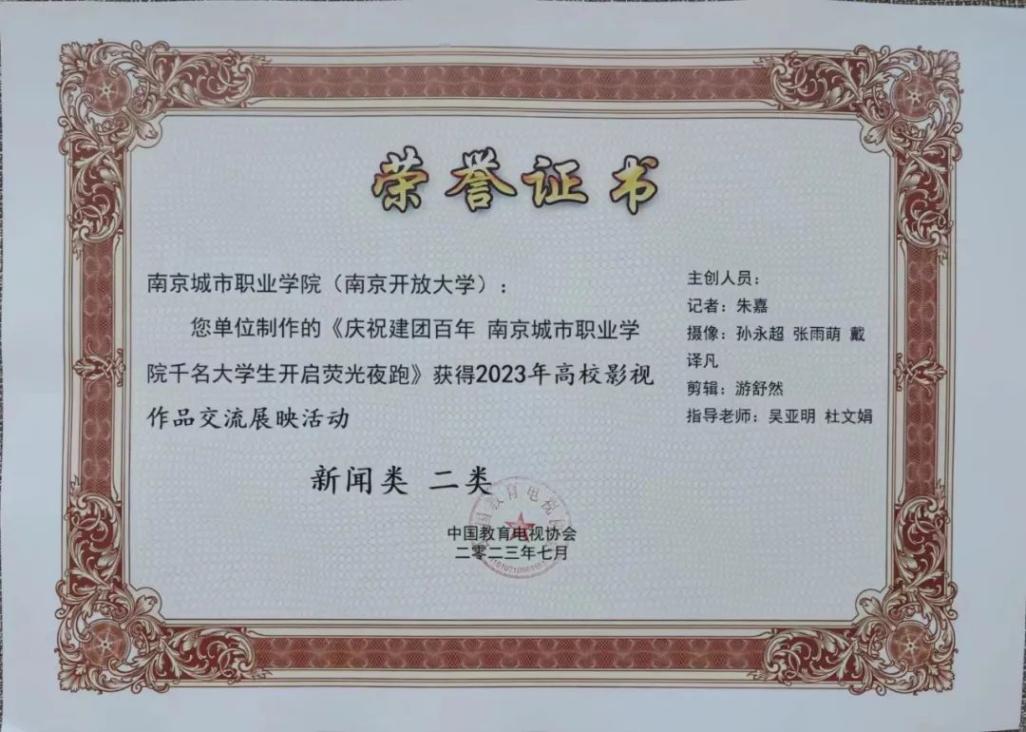 荣誉证书
南京城市职业学院（南京开放大学）：
您单位制作的《庆祝建团百年 南京城市职业学
院千名大学生开启荧光夜跑》获得2023年高校影视
作品交流展映活动
新闻类 二类
中国教育电视协会
二零二三年七月
主创人员：
记者：朱嘉
摄像：孙永超 张雨萌 戴
译凡
剪辑：游舒然
指导老师：吴亚明 杜文娟